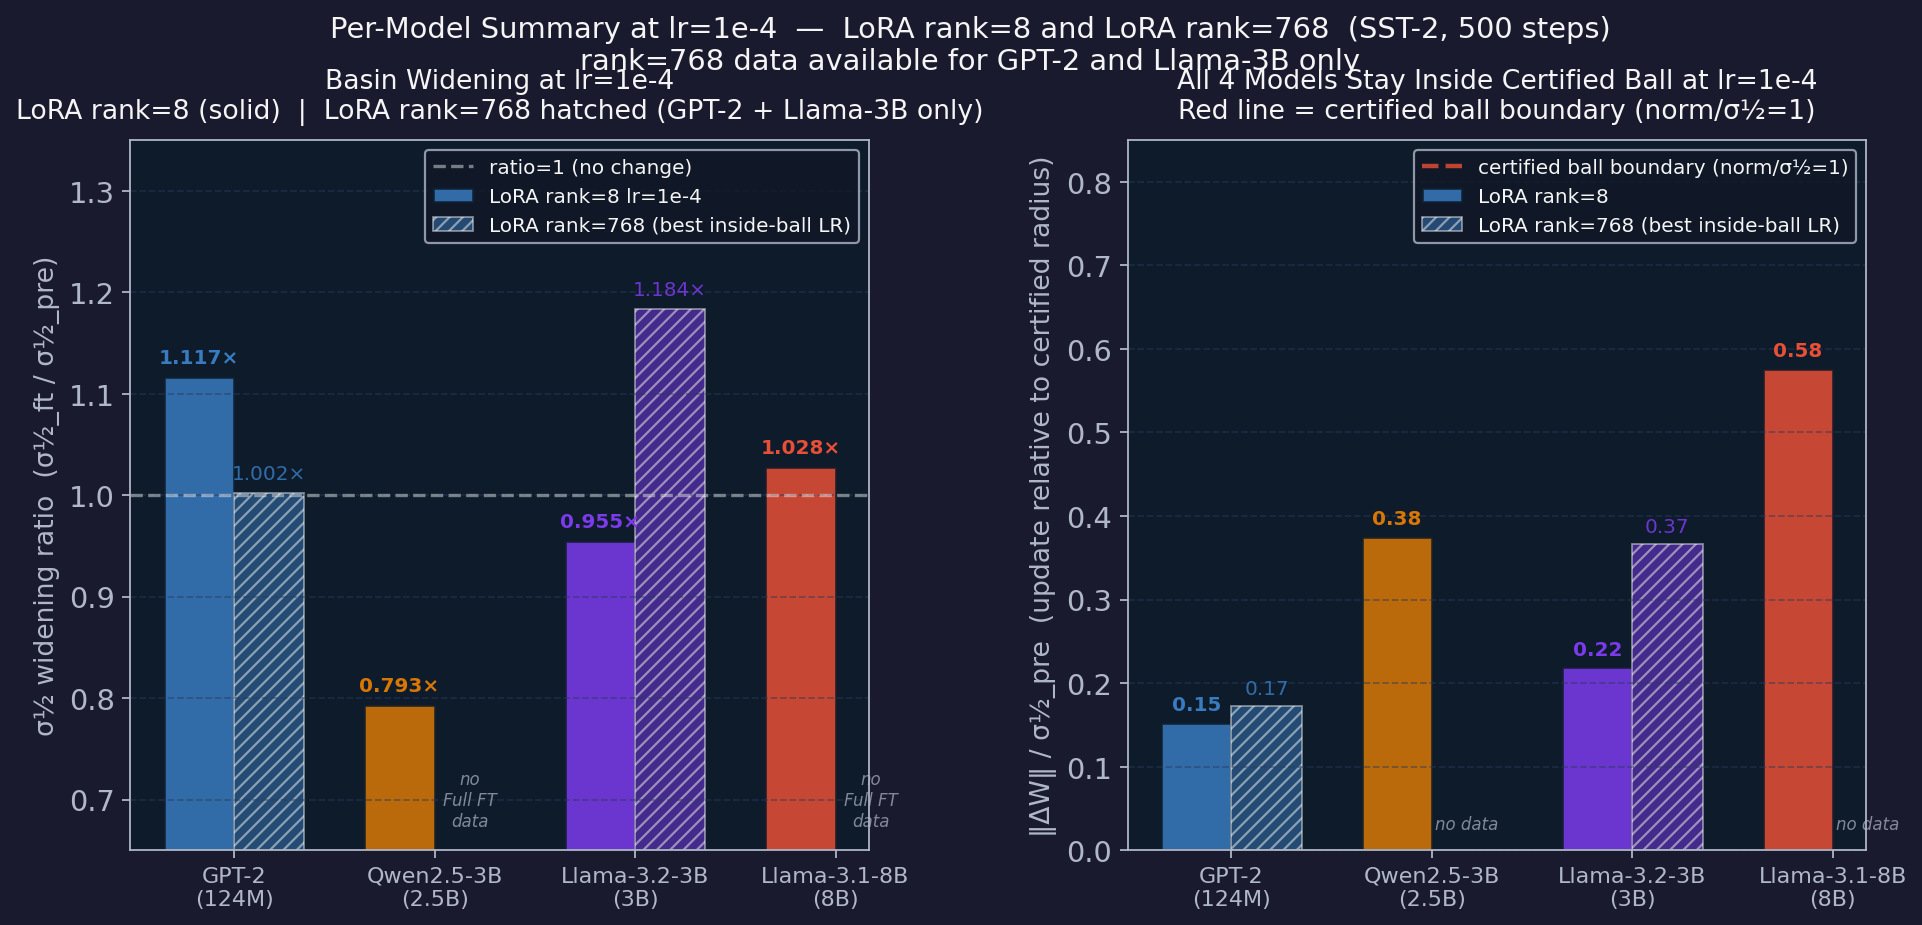 Per-Model Summary at lr=1e-4 — LoRA rank=8 and LoRA rank=768 (SST-2, 500 steps)
rank=768 data available for GPT-2 and Llama-3B only
Basin Widening at lr=1e-4
LoRA rank=8 (solid) | LoRA rank=768 hatched (GPT-2 + Llama-3B only)
σ½ widening ratio (σ½_ft / σ½_pre)
1.3
1.2
1.1
1.0
0.9
0.8
0.7
ratio=1 (no change)
LoRA rank=8 lr=1e-4
LoRA rank=768 (best inside-ball LR)
1.117×
1.002×
0.793×
0.955×
1.184×
1.028×
no
Full FT
data
no
Full FT
data
GPT-2
(124M)
Qwen2.5-3B
(2.5B)
Llama-3.2-3B
(3B)
Llama-3.1-8B
(8B)
All 4 Models Stay Inside Certified Ball at lr=1e-4
Red line = certified ball boundary (norm/σ½=1)
‖ΔW‖ / σ½_pre (update relative to certified radius)
0.8
0.7
0.6
0.5
0.4
0.3
0.2
0.1
0.0
certified ball boundary (norm/σ½=1)
LoRA rank=8
LoRA rank=768 (best inside-ball LR)
0.15
0.17
0.38
0.22
0.37
0.58
no data
no data
GPT-2
(124M)
Qwen2.5-3B
(2.5B)
Llama-3.2-3B
(3B)
Llama-3.1-8B
(8B)